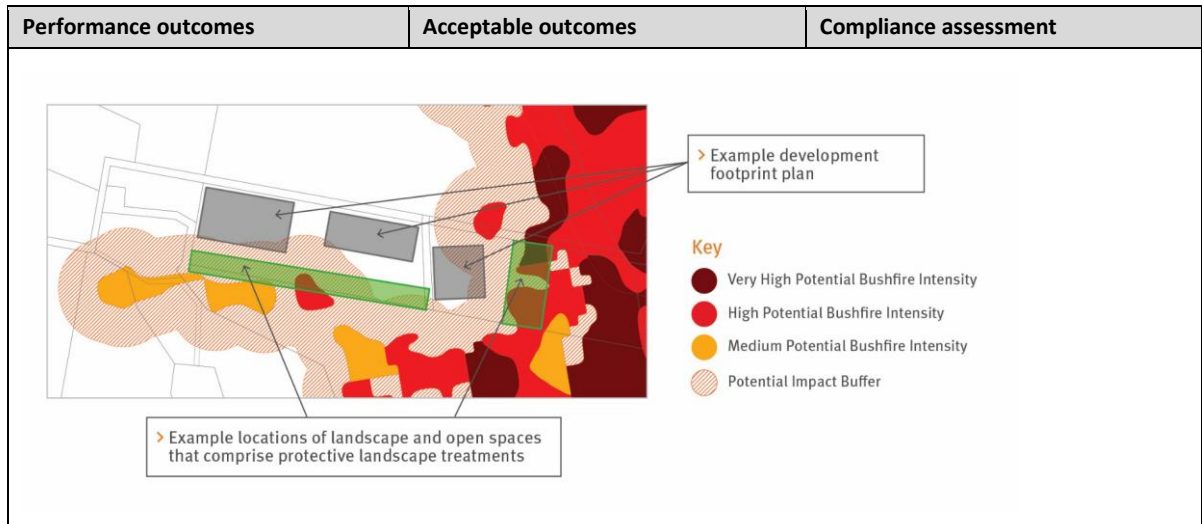 Performance outcomes
Acceptable outcomes
Compliance assessment
> Example development
footprint plan
Key
Very High Potential Bushfire Intensity
High Potential Bushfire Intensity
Medium Potential Bushfire Intensity
Potential Impact Buffer
> Example locations of landscape and open spaces
that comprise protective landscape treatments